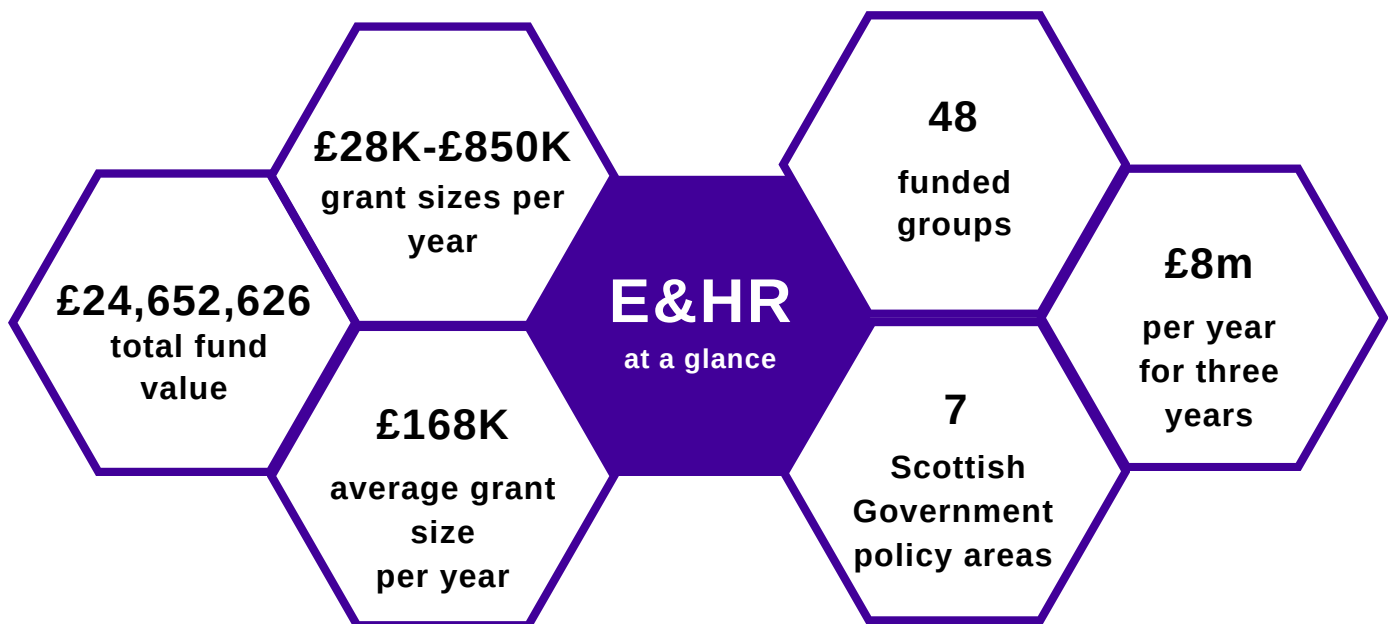 £28K-£850K
grant sizes per
year
£24,652,626
total fund
value
£168K
average grant
size
per year
E&HR
at a glance
48
funded
groups
£8m
per year
for three
years
7
Scottish
Government
policy areas